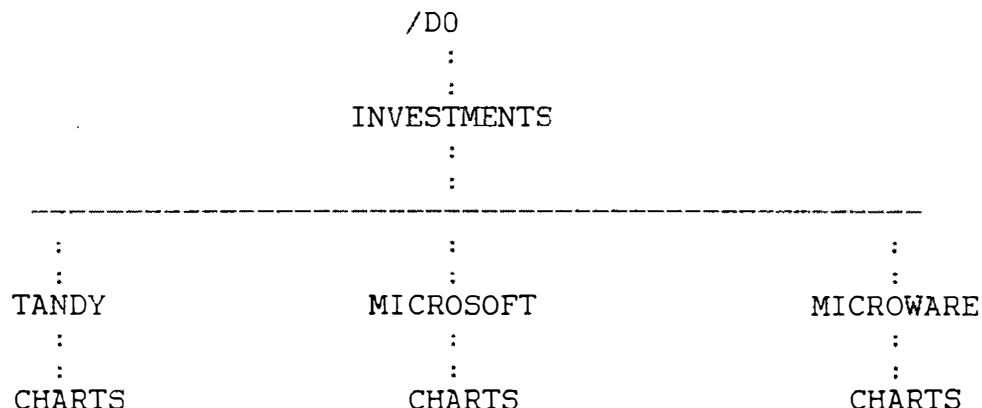 /D0
:
:
INVESTMENTS
:
:
----------------------------------------------------------
: : :
: : :
TANDY MICROSOFT MICROWARE
: : :
: : :
CHARTS CHARTS CHARTS